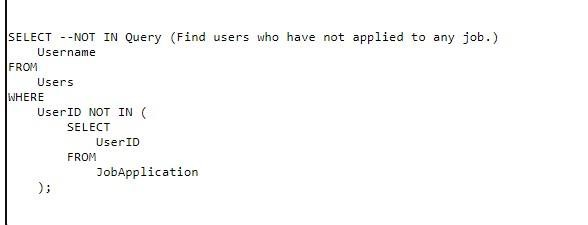 SELECT --NOT IN Query (Find users who have not applied to any job.)
    Username
FROM
    Users
WHERE
    UserID NOT IN (
        SELECT
            UserID
        FROM
            JobApplication
    );